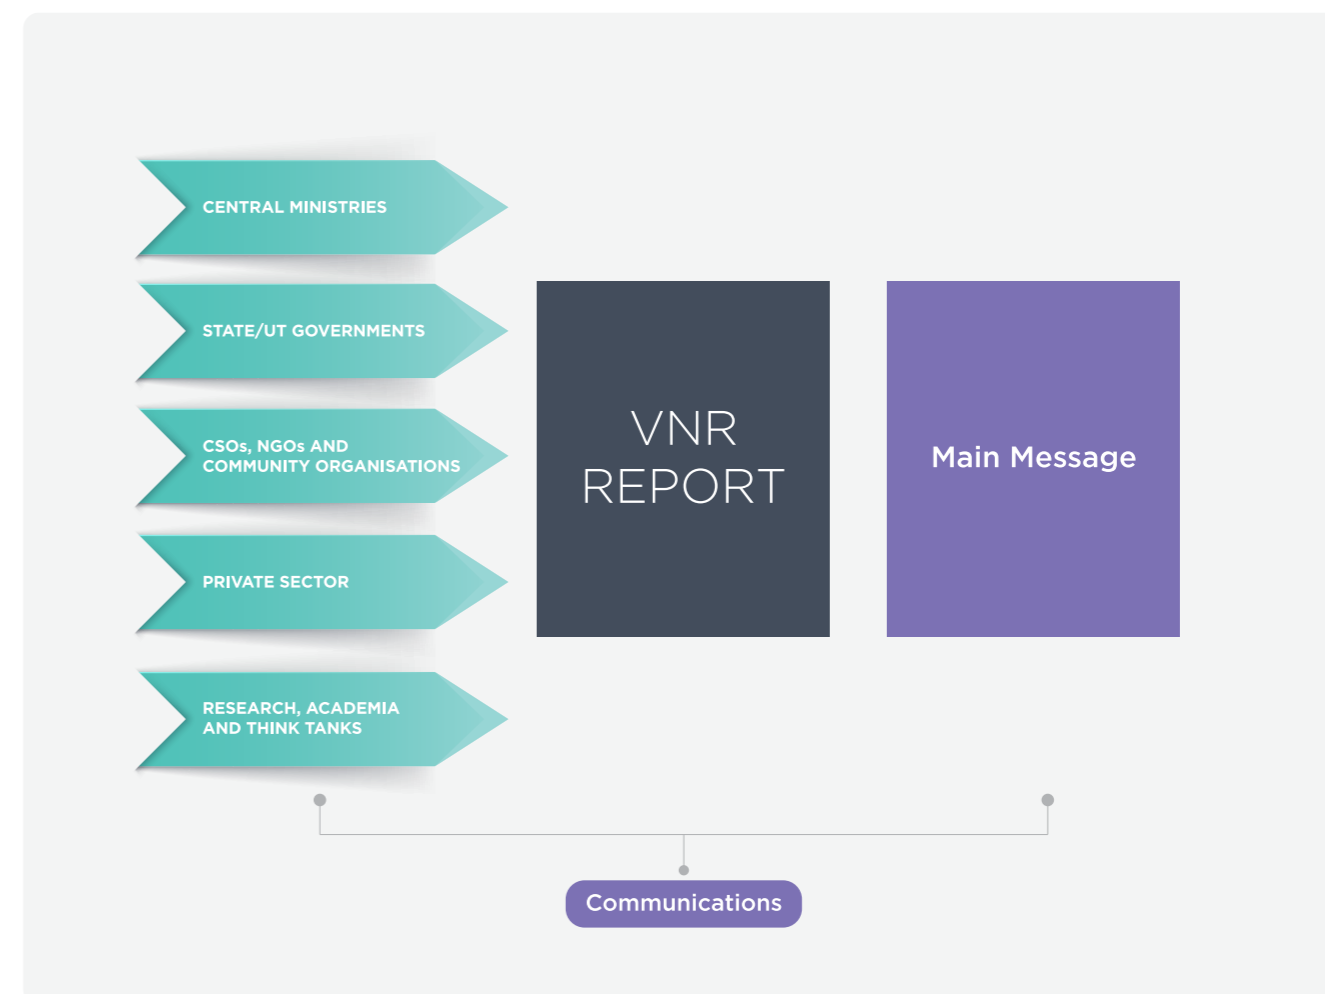 CENTRAL MINISTRIES
STATE/UT GOVERNMENTS
CSOs, NGOs AND
COMMUNITY ORGANISATIONS
PRIVATE SECTOR
RESEARCH, ACADEMIA
AND THINK TANKS
VNR
REPORT
Main Message
Communications